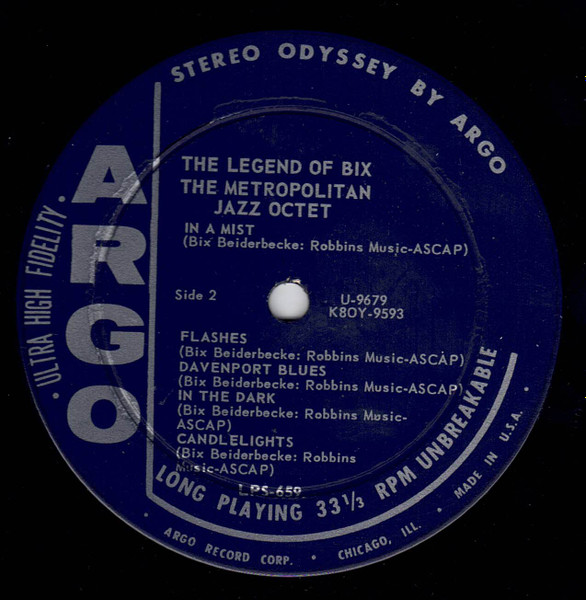 STEREO ODYSSEY BY ARGO
· ULTRA HIGH FIDELITY ·
ARGO
THE LEGEND OF BIX
THE METROPOLITAN
JAZZ OCTET
IN A MIST
(Bix Beiderbecke: Robbins Music-ASCAP)
Side 2
U-9679
K8OY-9593
FLASHES
(Bix Beiderbecke: Robbins Music-ASCAP)
DAVENPORT BLUES
(Bix Beiderbecke: Robbins Music-ASCAP)
IN THE DARK
(Bix Beiderbecke: Robbins Music-
ASCAP)
CANDLELIGHTS
(Bix Beiderbecke: Robbins
Music-ASCAP)
LPS-659
LONG PLAYING 33 1/3 RPM UNBREAKABLE
· ARGO RECORD CORP. · CHICAGO, ILL. · MADE IN U.S.A. ·